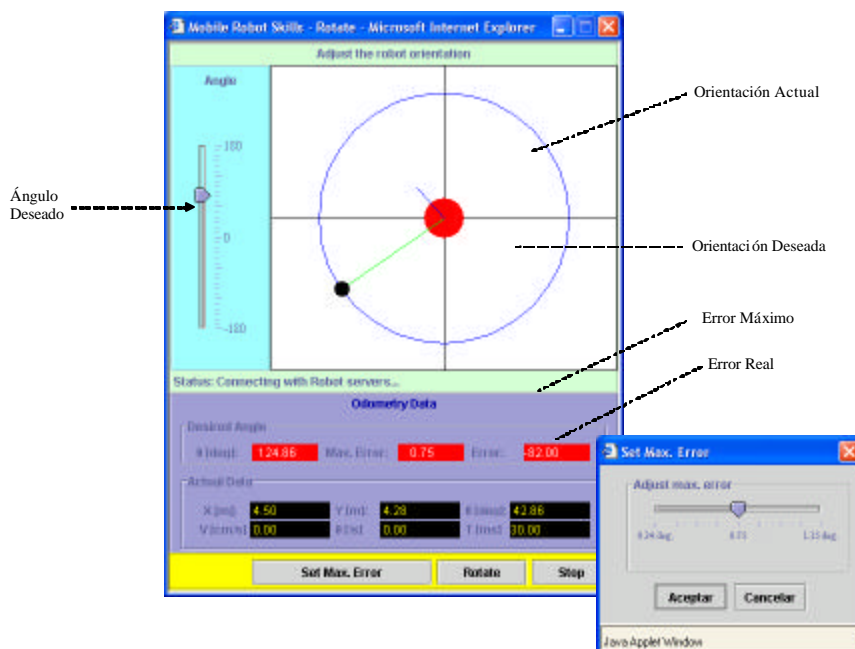 Mobile Robot Skills - Rotate - Microsoft Internet Explorer
Adjust the robot orientation
Angle
180
0
-180
Ángulo
Deseado
Orientación Actual
Orientación Deseada
Error Máximo
Error Real
Status: Connecting with Robot servers...
Odometry Data
Desired Angle
124.86 Max. Error: 0.75 Error: -82.00
Actual Data
X [m]: 4.50 Y [m]: 4.28 42.86
V [cm/s] 0.00 0.00 T [ms] 30.00
Set Max. Error Rotate Stop
Set Max. Error
Adjust max. error
0.24 deg. 0.75 1.35 deg.
Aceptar Cancelar
Java Applet Window